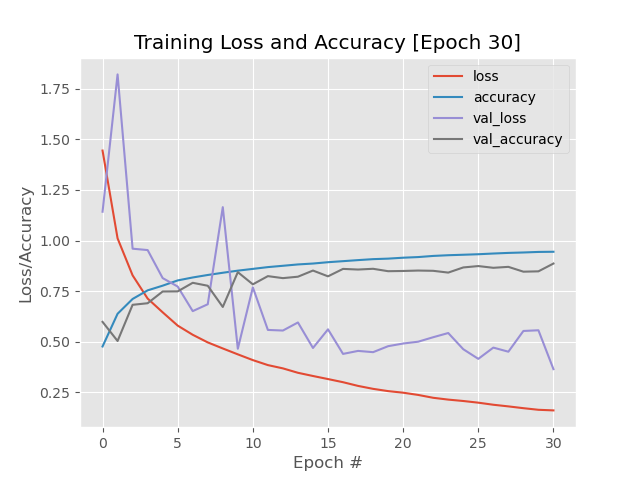 Training Loss and Accuracy [Epoch 30]
loss
accuracy
val_loss
val_accuracy
Loss/Accuracy
1.75
1.50
1.25
1.00
0.75
0.50
0.25
0 5 10 15 20 25 30
Epoch #